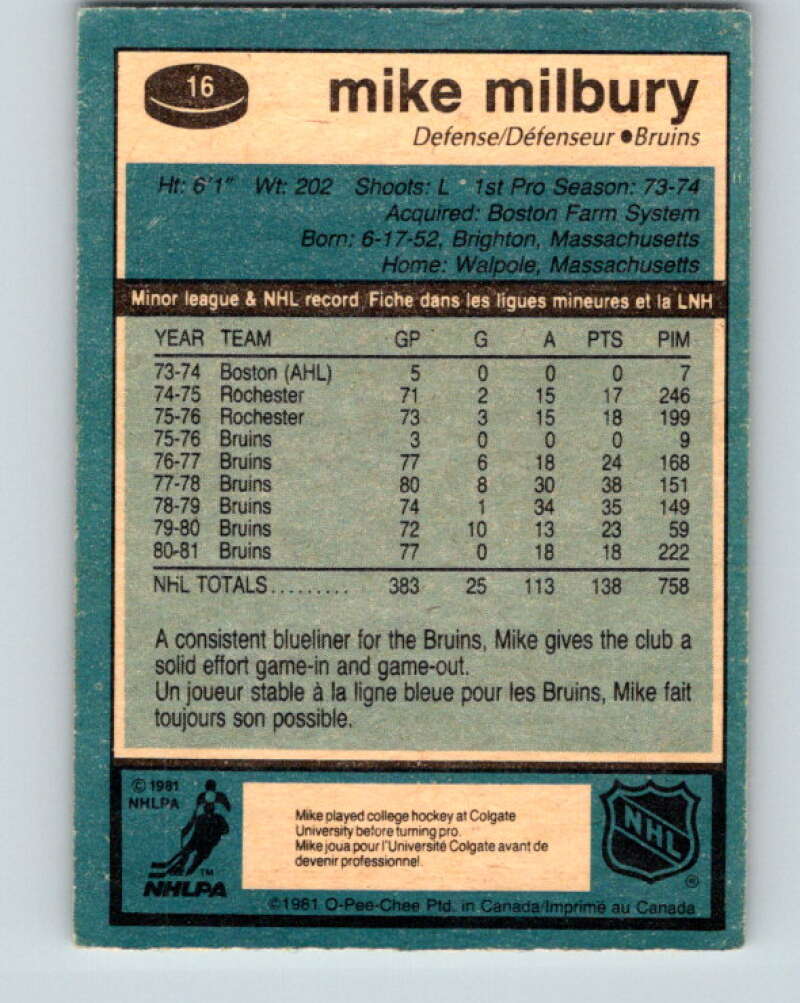 16
mike milbury
Defense/Défenseur ●Bruins
Ht: 6'1" Wt: 202 Shoots: L 1st Pro Season: 73-74
Acquired: Boston Farm System
Born: 6-17-52, Brighton, Massachusetts
Home: Walpole, Massachusetts
Minor league & NHL record Fiche dans les ligues mineures et la LNH
YEAR TEAM GP G A PTS PIM
73-74 Boston (AHL) 5 0 0 0 7
74-75 Rochester 71 2 15 17 246
75-76 Rochester 73 3 15 18 199
75-76 Bruins 3 0 0 0 9
76-77 Bruins 77 6 18 24 168
77-78 Bruins 80 8 30 38 151
78-79 Bruins 74 1 34 35 149
79-80 Bruins 72 10 13 23 59
80-81 Bruins 77 0 18 18 222
NHL TOTALS......... 383 25 113 138 758
A consistent blueliner for the Bruins, Mike gives the club a
solid effort game-in and game-out.
Un joueur stable à la ligne bleue pour les Bruins, Mike fait
toujours son possible.
© 1981
NHLPA
™
NHLPA
Mike played college hockey at Colgate
University before turning pro.
Mike joua pour l'Université Colgate avant de
devenir professionnel.
NHL
®
©1981 O-Pee-Chee Ptd. in Canada/Imprimé au Canada